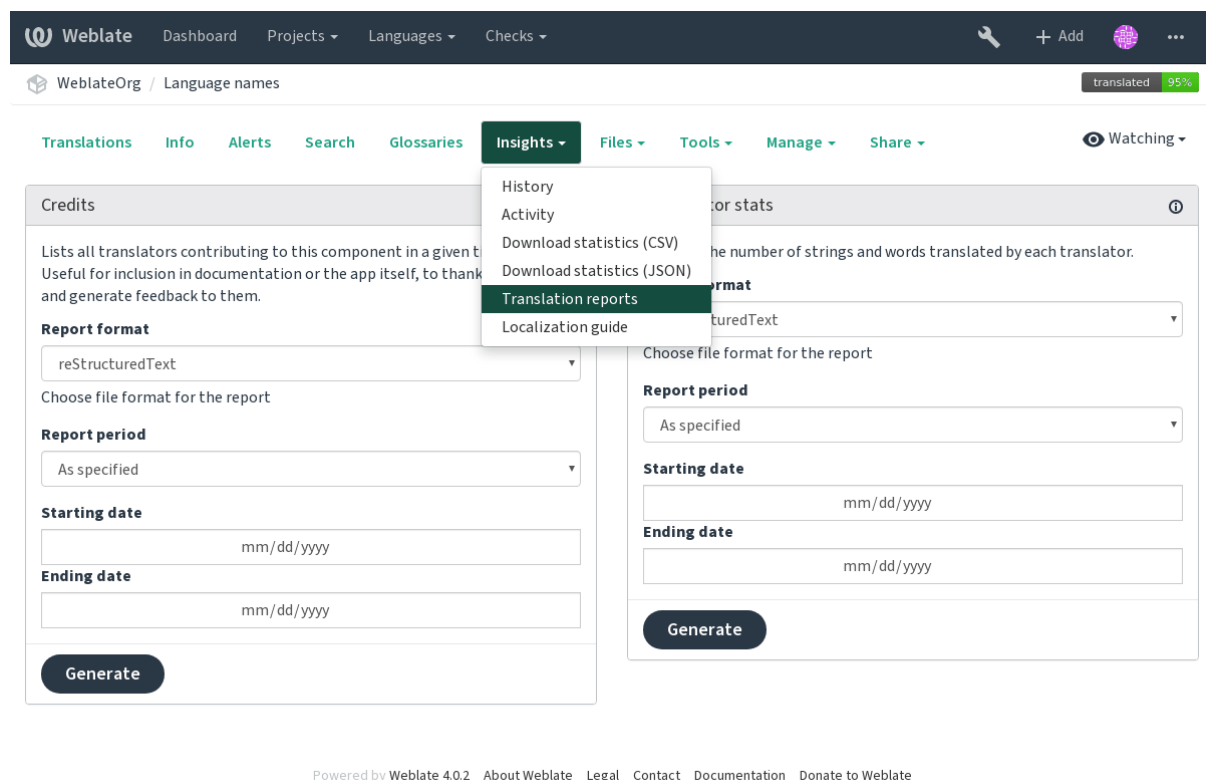 Weblate Dashboard Projects Languages Checks + Add
WeblateOrg / Language names translated 95%
Translations Info Alerts Search Glossaries Insights Files Tools Manage Share Watching
History
Activity
Download statistics (CSV)
Download statistics (JSON)
Translation reports
Localization guide
Credits
Lists all translators contributing to this component in a given
Useful for inclusion in documentation or the app itself, to thank
and generate feedback to them.
Report format
reStructuredText
Choose file format for the report
Report period
As specified
Starting date
mm/dd/yyyy
Ending date
mm/dd/yyyy
Generate
stats
number of strings and words translated by each translator.
Choose file format for the report
Report period
As specified
Starting date
mm/dd/yyyy
Ending date
mm/dd/yyyy
Generate
Powered by Weblate 4.0.2 About Weblate Legal Contact Documentation Donate to Weblate